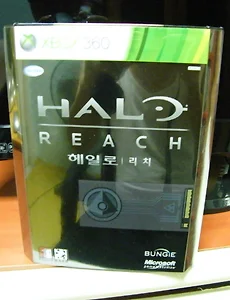 XBOX 360
HALO
REACH
헤일로 | 리치
BUNGIE
Microsoft